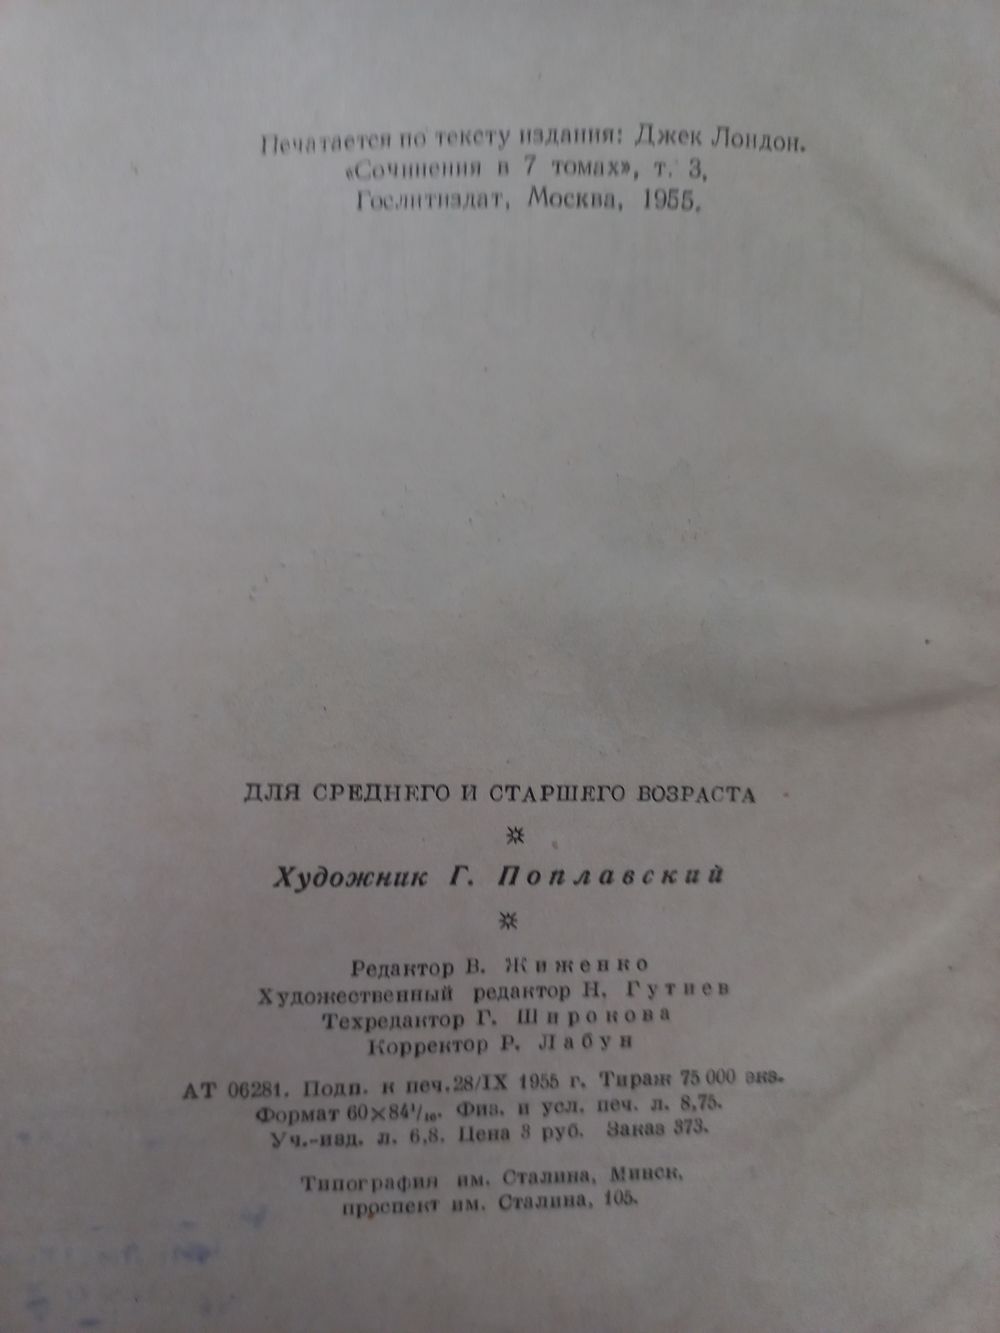 Печатается по тексту издания: Джек Лондон.
«Сочинения в 7 томах», т. 3,
Гослитиздат, Москва, 1955.
ДЛЯ СРЕДНЕГО И СТАРШЕГО ВОЗРАСТА
Художник Г. Поплавский
Редактор В. Жиженко
Художественный редактор Н. Гутиев
Техредактор Г. Широкова
Корректор Р. Лабун
АТ 06281. Подп. к печ. 28/IX 1955 г. Тираж 75 000 экз.
Формат 60×84 1/16. Физ. и усл. печ. л. 8,75.
Уч.-изд. л. 6,8. Цена 3 руб. Заказ 373.
Типография им. Сталина, Минск,
проспект им. Сталина, 105.